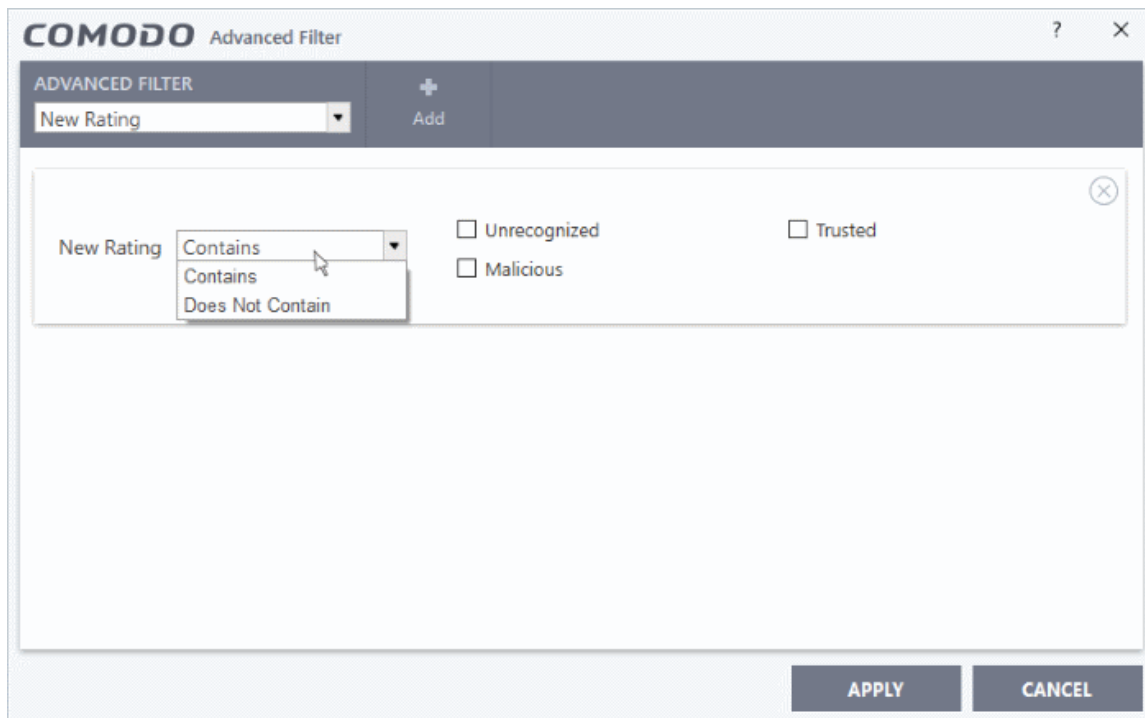 COMODO Advanced Filter ?
ADVANCED FILTER
New Rating
Add
New Rating Contains
Contains
Does Not Contain
Unrecognized
Trusted
Malicious
APPLY
CANCEL